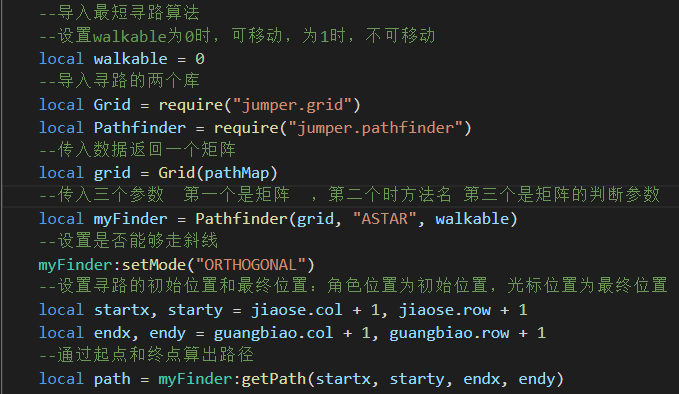 --导入最短寻路算法
--设置walkable为0时，可移动，为1时，不可移动
local walkable = 0
--导入寻路的两个库
local Grid = require("jumper.grid")
local Pathfinder = require("jumper.pathfinder")
--传入数据返回一个矩阵
local grid = Grid(pathMap)
--传入三个参数  第一个是矩阵  ，第二个时方法名 第三个是矩阵的判断参数
local myFinder = Pathfinder(grid, "ASTAR", walkable)
--设置是否能够走斜线
myFinder:setMode("ORTHOGONAL")
--设置寻路的初始位置和最终位置：角色位置为初始位置，光标位置为最终位置
local startx, starty = jiaose.col + 1, jiaose.row + 1
local endx, endy = guangbiao.col + 1, guangbiao.row + 1
--通过起点和终点算出路径
local path = myFinder:getPath(startx, starty, endx, endy)